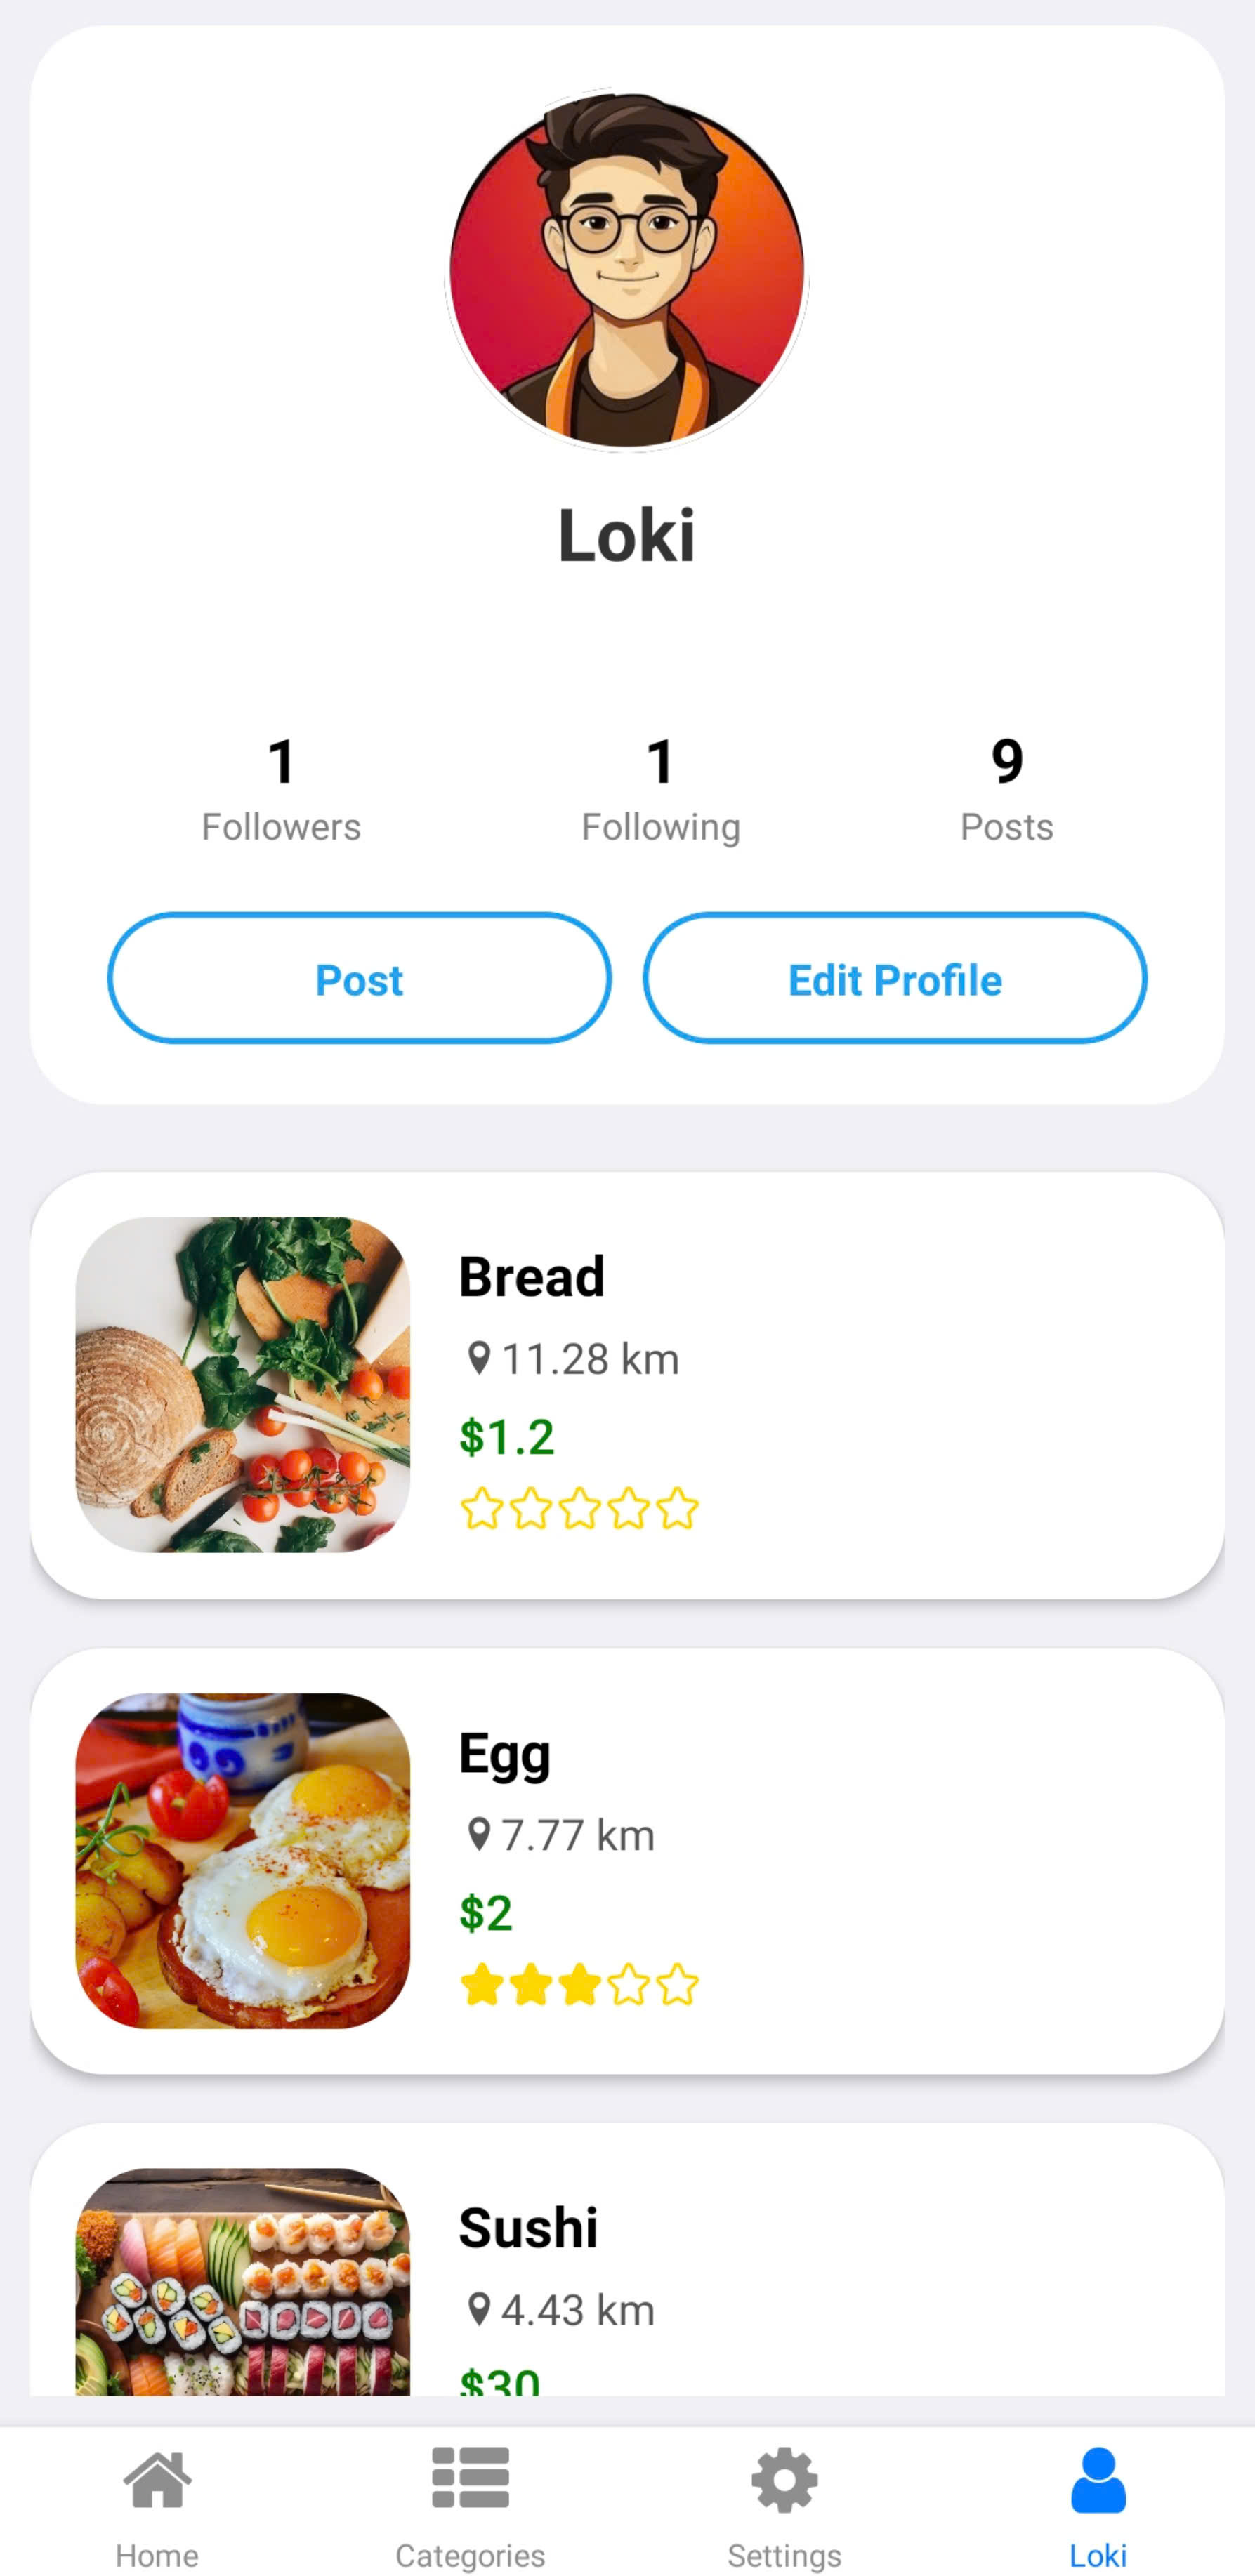 Loki
1 1 9
Followers Following Posts
Post Edit Profile
Bread
11.28 km
$1.2
Egg
7.77 km
$2
Sushi
4.43 km
$30
Home Categories Settings Loki